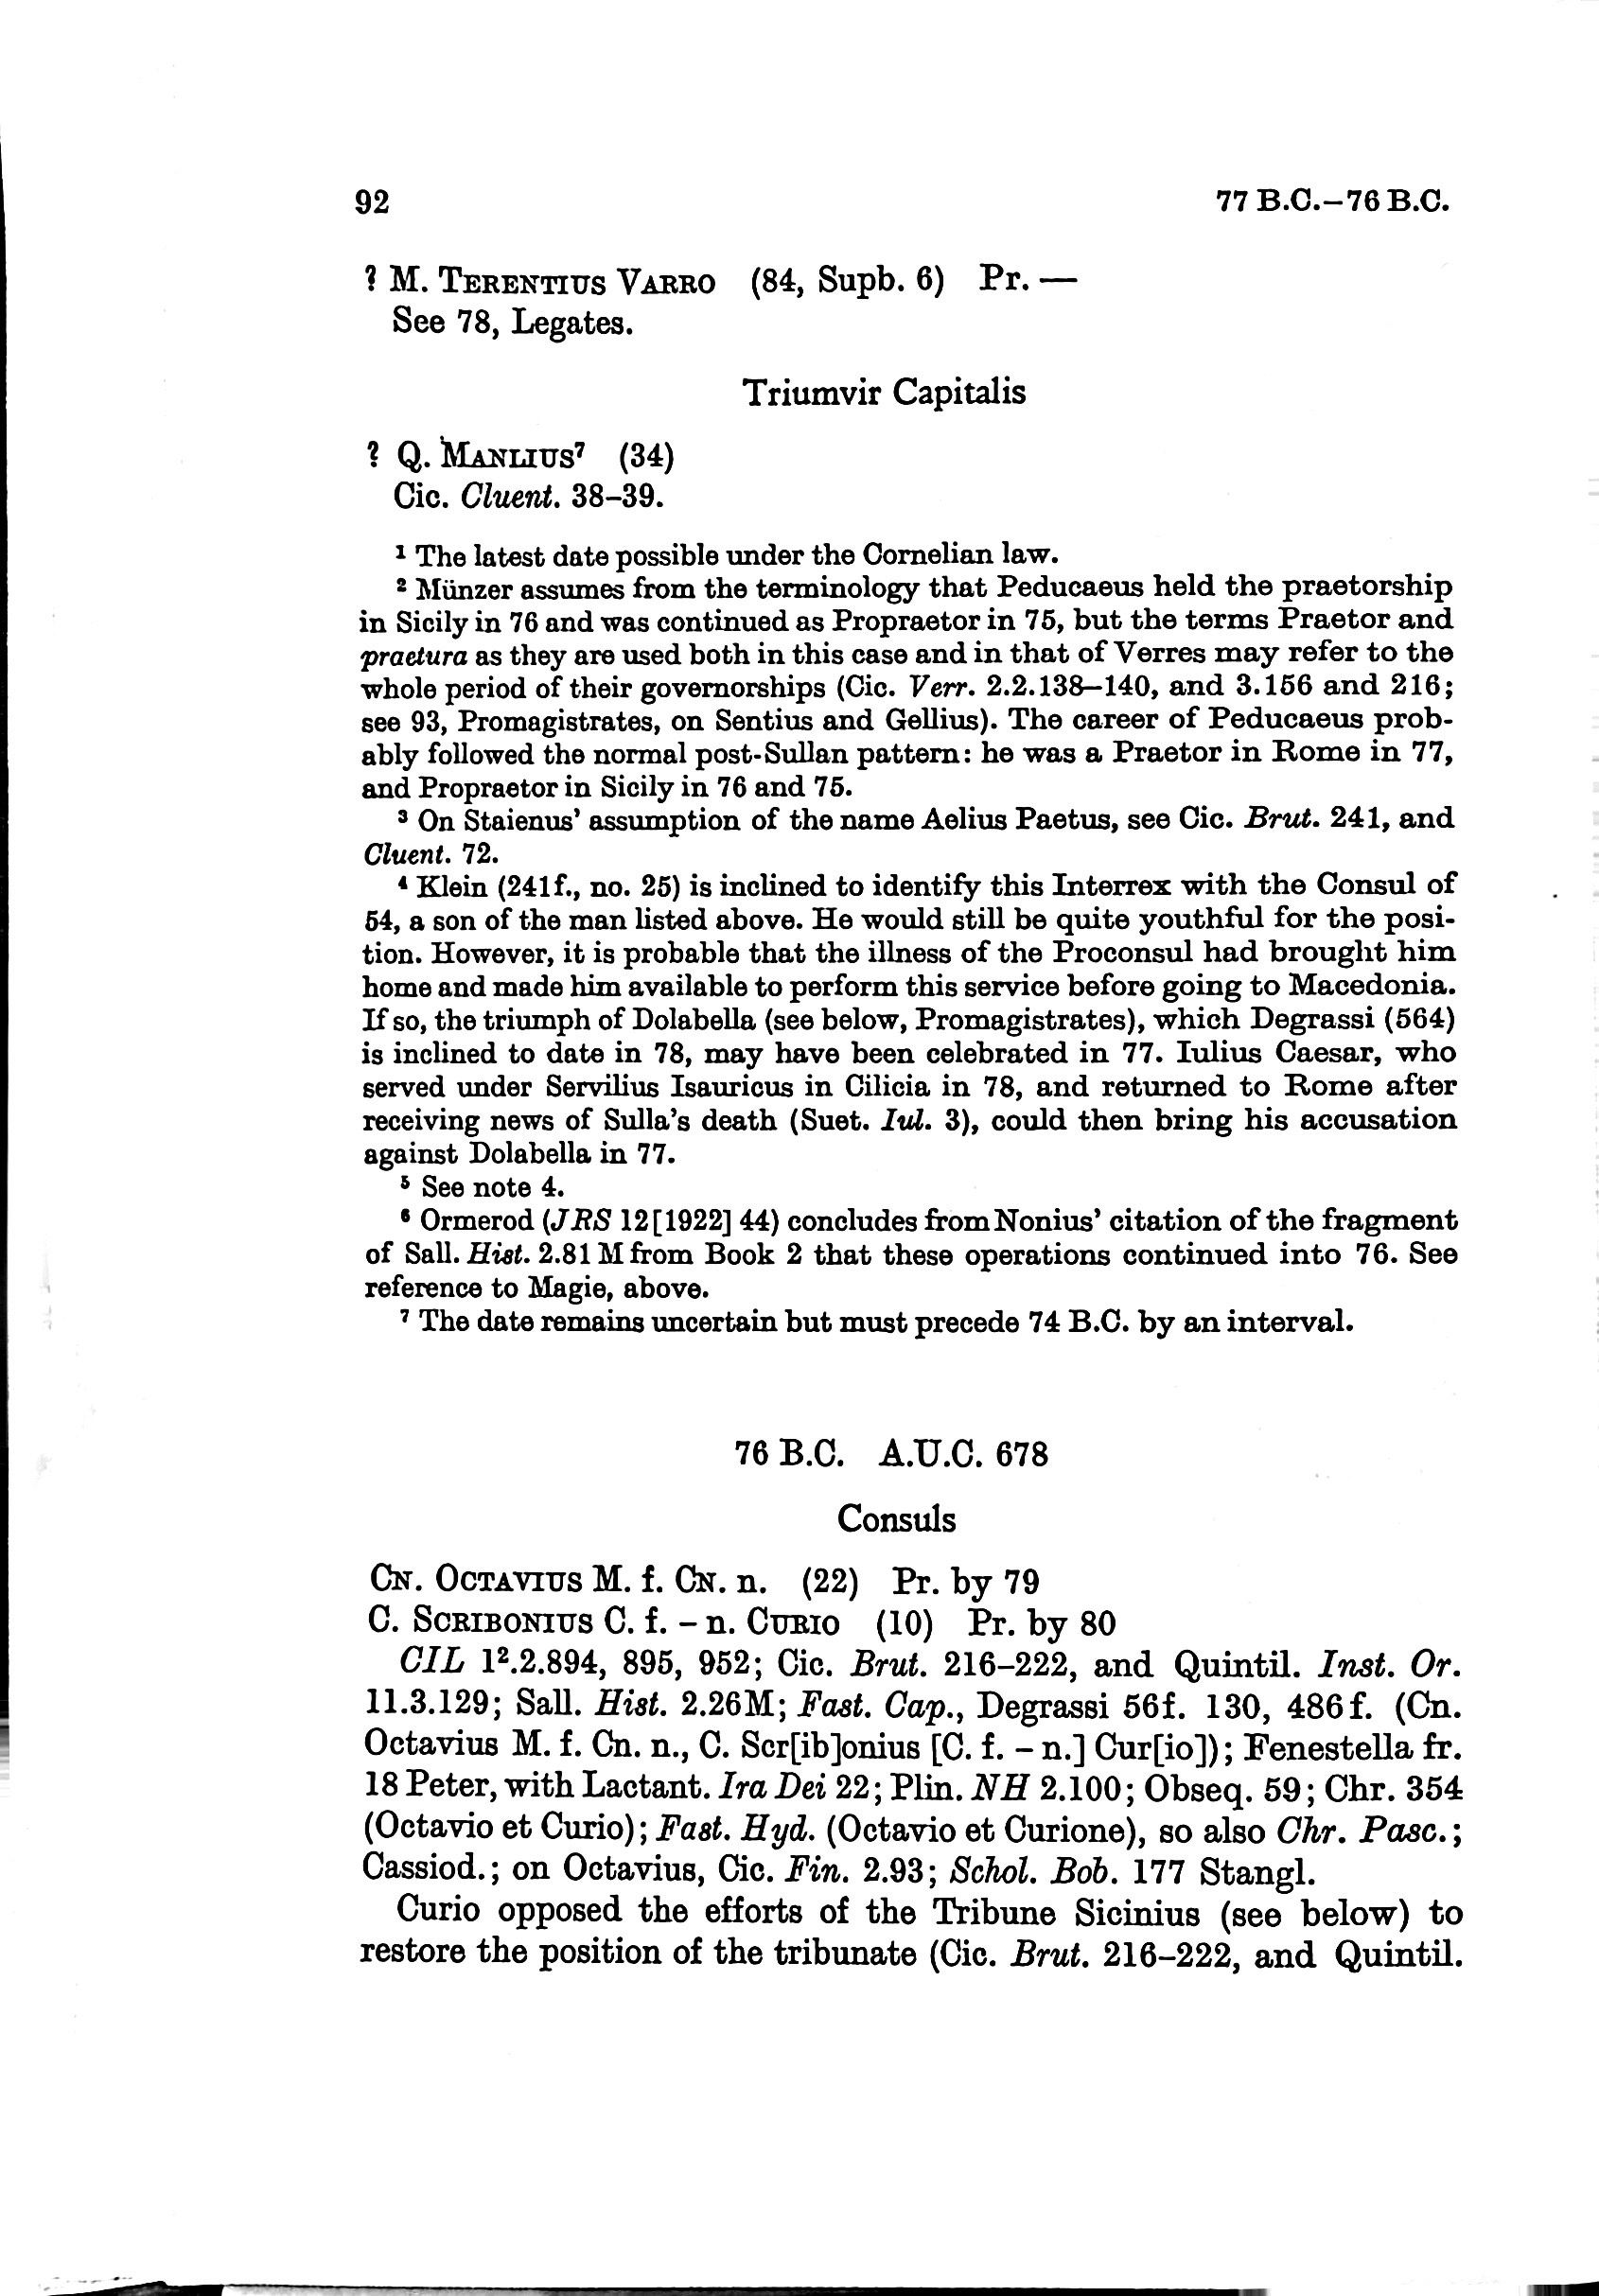 92 77 B.C.–76 B.C.
? M. TERENTIUS VARRO (84, Supb. 6) Pr. —
See 78, Legates.
Triumvir Capitalis
? Q. MANLIUS⁷ (34)
Cic. Cluent. 38–39.
¹ The latest date possible under the Cornelian law.
² Münzer assumes from the terminology that Peducaeus held the praetorship
in Sicily in 76 and was continued as Propraetor in 75, but the terms Praetor and
praetura as they are used both in this case and in that of Verres may refer to the
whole period of their governorships (Cic. Verr. 2.2.138–140, and 3.156 and 216;
see 93, Promagistrates, on Sentius and Gellius). The career of Peducaeus prob-
ably followed the normal post-Sullan pattern: he was a Praetor in Rome in 77,
and Propraetor in Sicily in 76 and 75.
³ On Staienus’ assumption of the name Aelius Paetus, see Cic. Brut. 241, and
Cluent. 72.
⁴ Klein (241f., no. 25) is inclined to identify this Interrex with the Consul of
54, a son of the man listed above. He would still be quite youthful for the posi-
tion. However, it is probable that the illness of the Proconsul had brought him
home and made him available to perform this service before going to Macedonia.
If so, the triumph of Dolabella (see below, Promagistrates), which Degrassi (564)
is inclined to date in 78, may have been celebrated in 77. Iulius Caesar, who
served under Servilius Isauricus in Cilicia in 78, and returned to Rome after
receiving news of Sulla’s death (Suet. Iul. 3), could then bring his accusation
against Dolabella in 77.
⁵ See note 4.
⁶ Ormerod (JRS 12[1922] 44) concludes from Nonius’ citation of the fragment
of Sall. Hist. 2.81 M from Book 2 that these operations continued into 76. See
reference to Magie, above.
⁷ The date remains uncertain but must precede 74 B.C. by an interval.
76 B.C. A.U.C. 678
Consuls
CN. OCTAVIUS M. f. CN. n. (22) Pr. by 79
C. SCRIBONIUS C. f. – n. CURIO (10) Pr. by 80
CIL 1².2.894, 895, 952; Cic. Brut. 216–222, and Quintil. Inst. Or.
11.3.129; Sall. Hist. 2.26M; Fast. Cap., Degrassi 56f. 130, 486f. (Cn.
Octavius M. f. Cn. n., C. Scr[ib]onius [C. f. – n.] Cur[io]); Fenestella fr.
18 Peter, with Lactant. Ira Dei 22; Plin. NH 2.100; Obseq. 59; Chr. 354
(Octavio et Curio); Fast. Hyd. (Octavio et Curione), so also Chr. Pasc.;
Cassiod.; on Octavius, Cic. Fin. 2.93; Schol. Bob. 177 Stangl.
Curio opposed the efforts of the Tribune Sicinius (see below) to
restore the position of the tribunate (Cic. Brut. 216–222, and Quintil.